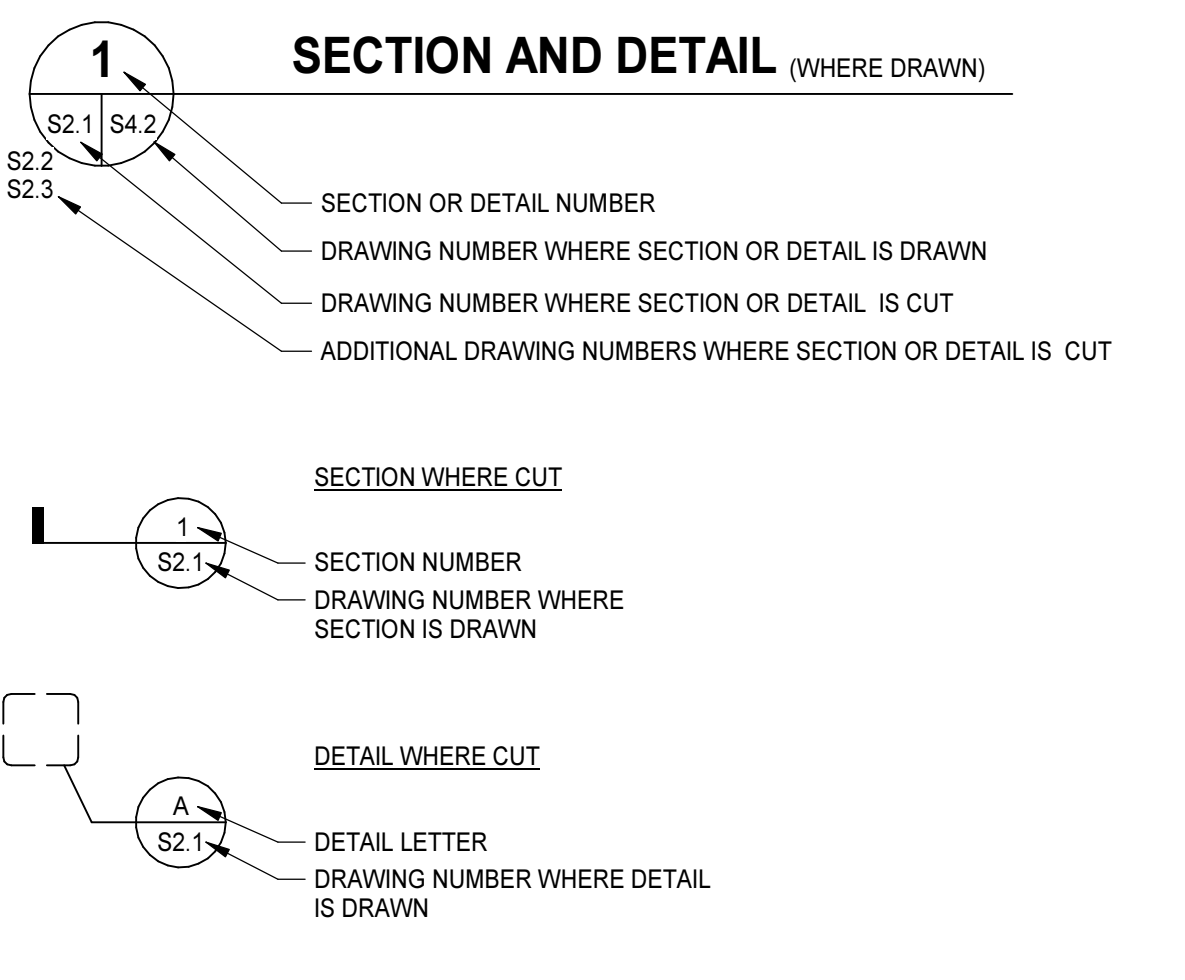 1
SECTION AND DETAIL (WHERE DRAWN)
S2.1 S4.2
S2.2
S2.3
SECTION OR DETAIL NUMBER
DRAWING NUMBER WHERE SECTION OR DETAIL IS DRAWN
DRAWING NUMBER WHERE SECTION OR DETAIL IS CUT
ADDITIONAL DRAWING NUMBERS WHERE SECTION OR DETAIL IS CUT
SECTION WHERE CUT
1
S2.1
SECTION NUMBER
DRAWING NUMBER WHERE
SECTION IS DRAWN
DETAIL WHERE CUT
A
S2.1
DETAIL LETTER
DRAWING NUMBER WHERE DETAIL
IS DRAWN